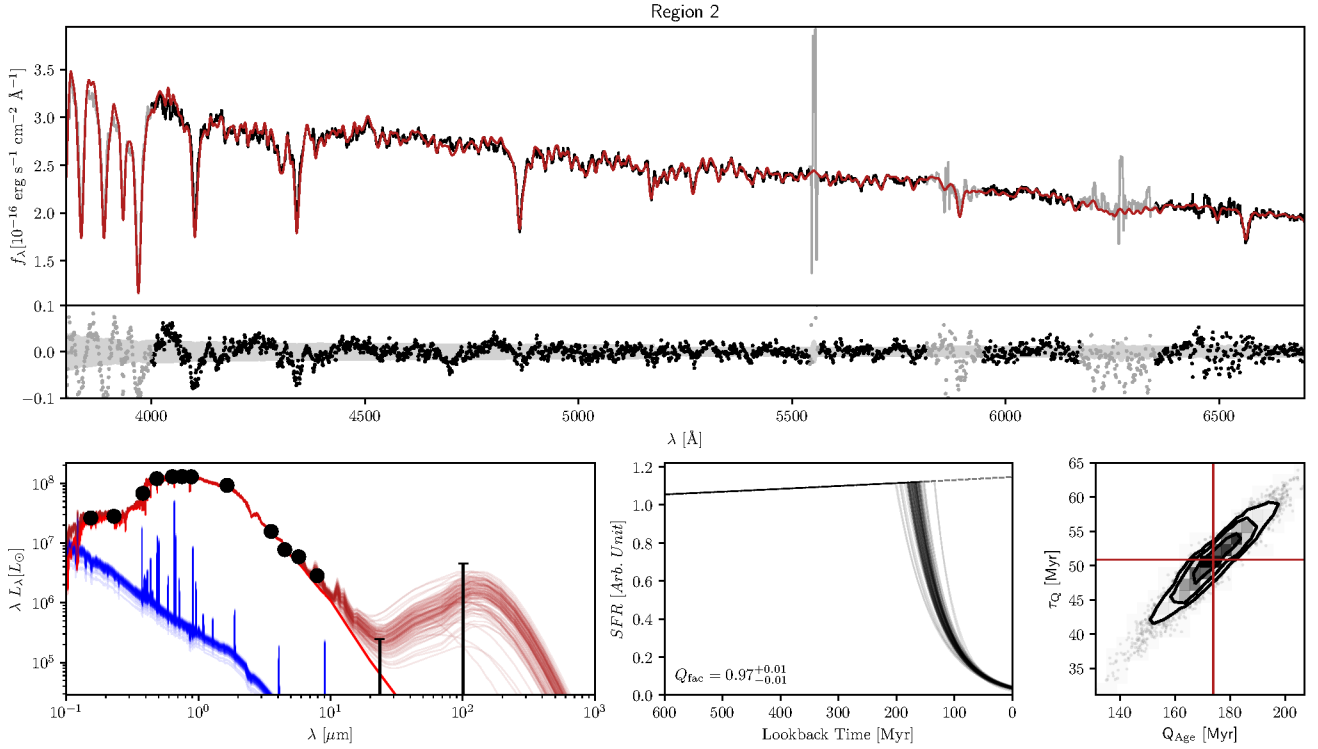 Region 2
3.5
3.0
2.5
2.0
1.5
f_λ[10^{-16} erg s^{-1} cm^{-2} Å^{-1}]
0.1
0.0
−0.1
4000 4500 5000 5500 6000 6500
λ [Å]
10^8
10^7
10^6
10^5
λ L_λ[L_⊙]
10^{-1} 10^0 10^1 10^2 10^3
λ [μm]
1.2
1.0
0.8
0.6
0.4
0.2
0.0
SFR [Arb. Unit]
Q_fac = 0.97^{+0.01}_{−0.01}
600 500 400 300 200 100 0
Lookback Time [Myr]
65
60
55
50
45
40
35
τ_Q [Myr]
140 160 180 200
Q_Age [Myr]